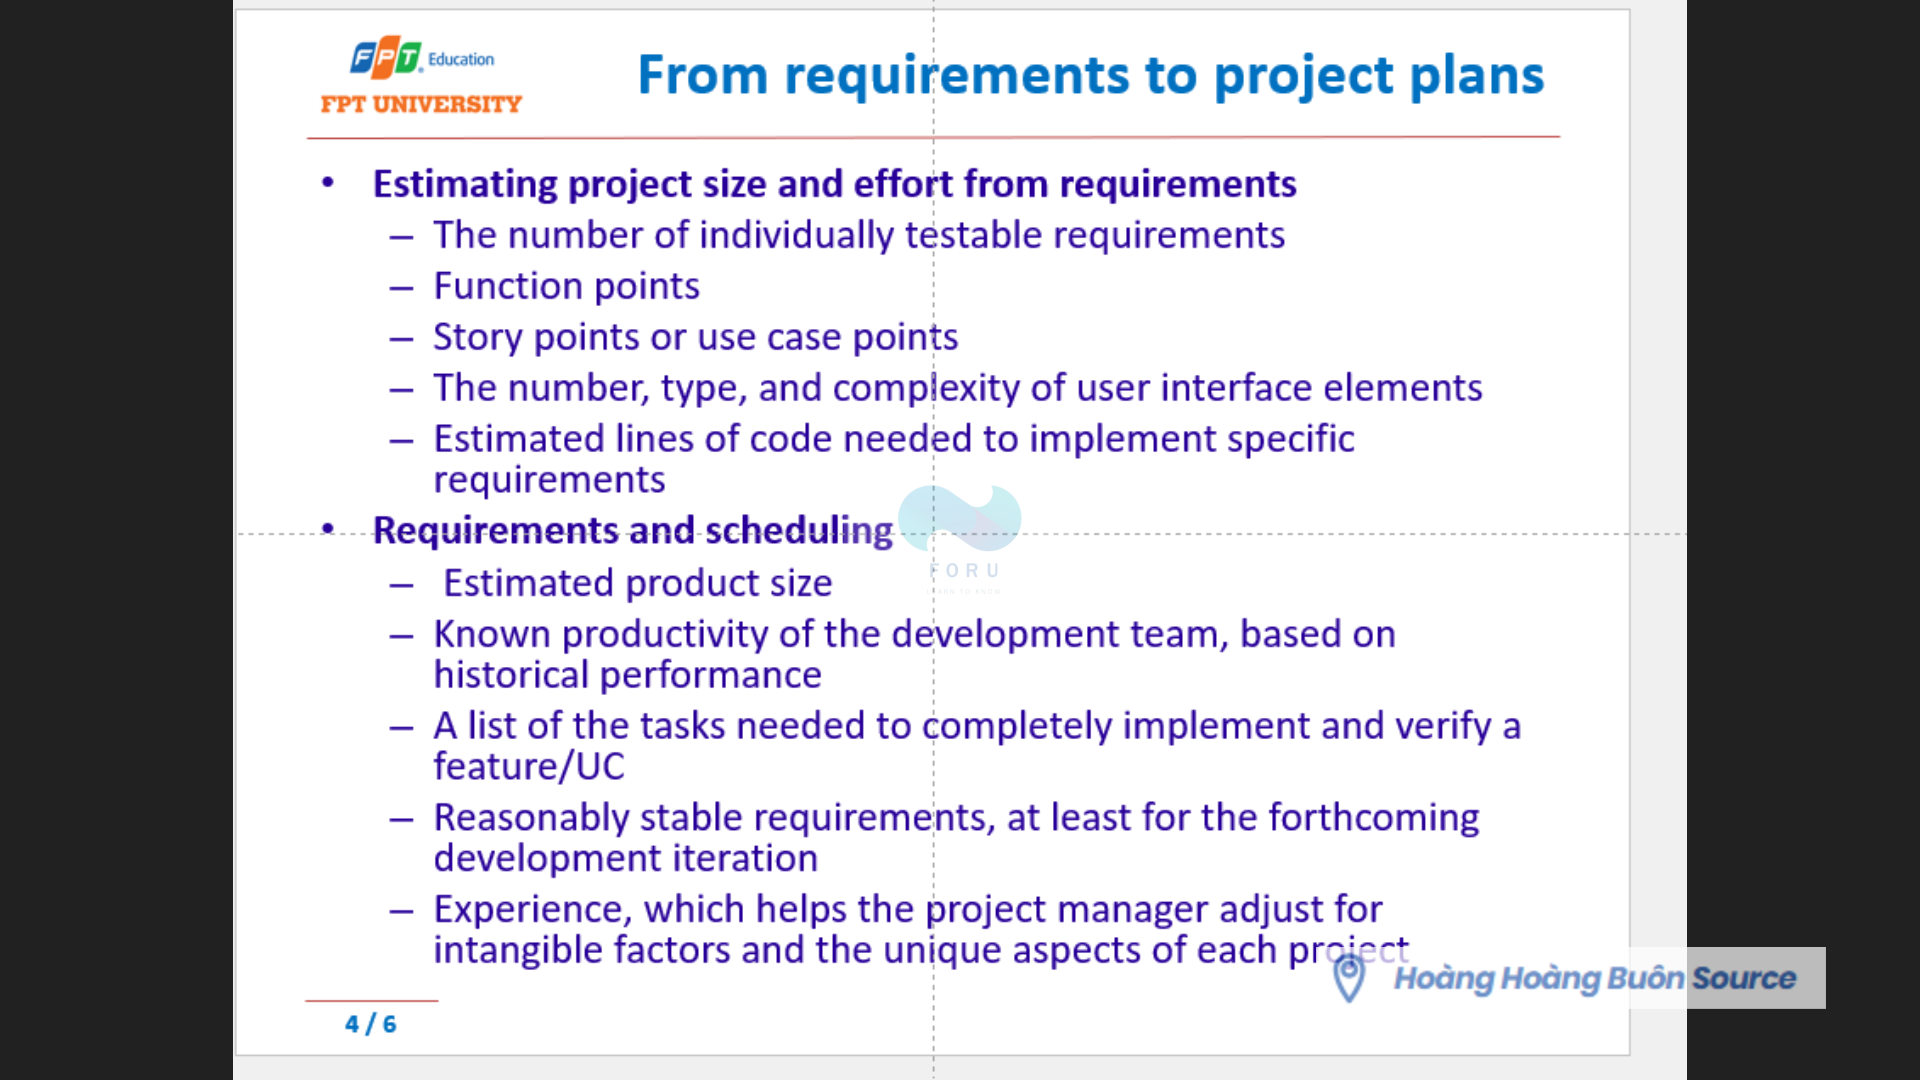 FPT Education
FPT UNIVERSITY
From requirements to project plans
• Estimating project size and effort from requirements
– The number of individually testable requirements
– Function points
– Story points or use case points
– The number, type, and complexity of user interface elements
– Estimated lines of code needed to implement specific
requirements
• Requirements and scheduling
– Estimated product size
– Known productivity of the development team, based on
historical performance
– A list of the tasks needed to completely implement and verify a
feature/UC
– Reasonably stable requirements, at least for the forthcoming
development iteration
– Experience, which helps the project manager adjust for
intangible factors and the unique aspects of each project
FORU
Hoàng Hoàng Buôn Source
4 / 6